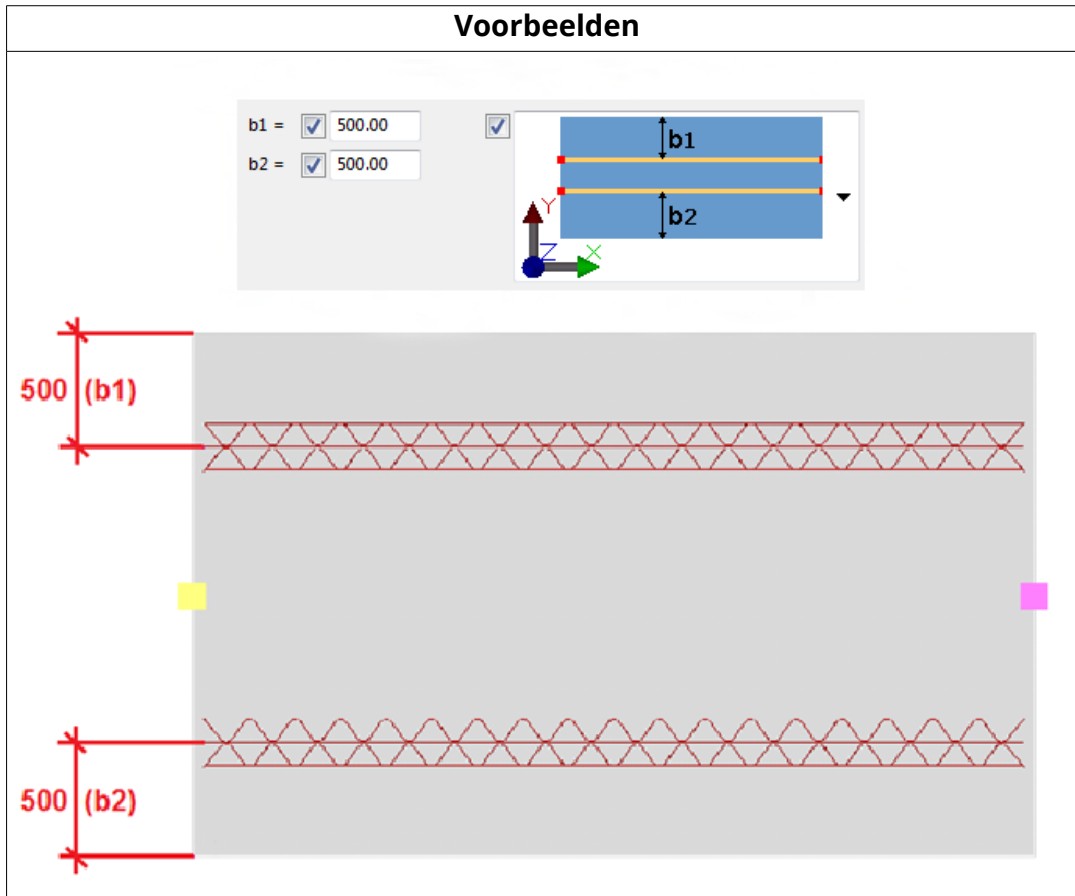 Voorbeelden
b1 = 500.00
b2 = 500.00
b1
b2
Y
Z
X
500 (b1)
500 (b2)